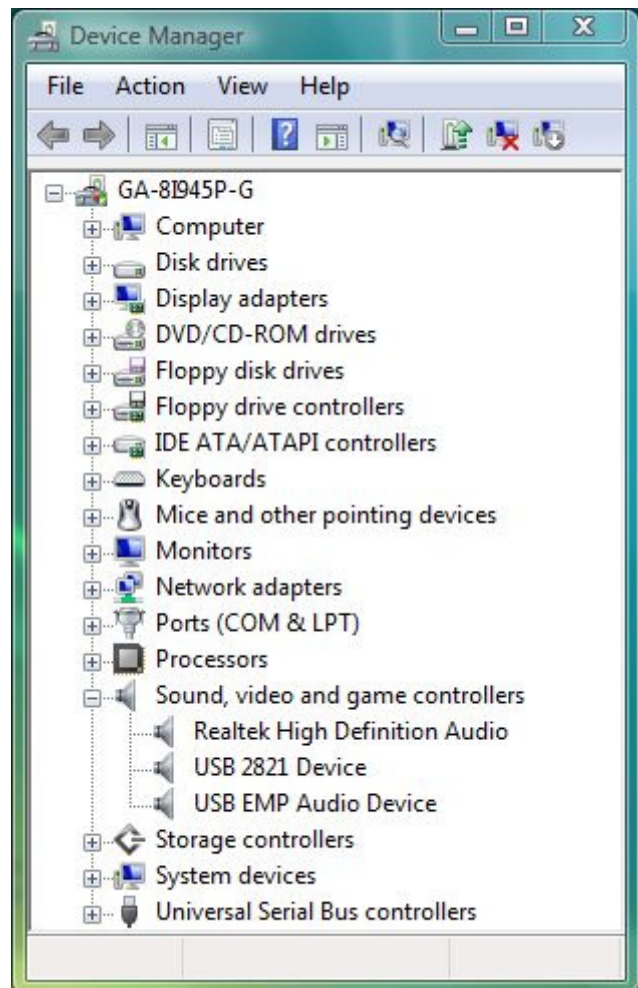 Device Manager
File Action View Help
GA-8I945P-G
Computer
Disk drives
Display adapters
DVD/CD-ROM drives
Floppy disk drives
Floppy drive controllers
IDE ATA/ATAPI controllers
Keyboards
Mice and other pointing devices
Monitors
Network adapters
Ports (COM & LPT)
Processors
Sound, video and game controllers
Realtek High Definition Audio
USB 2821 Device
USB EMP Audio Device
Storage controllers
System devices
Universal Serial Bus controllers